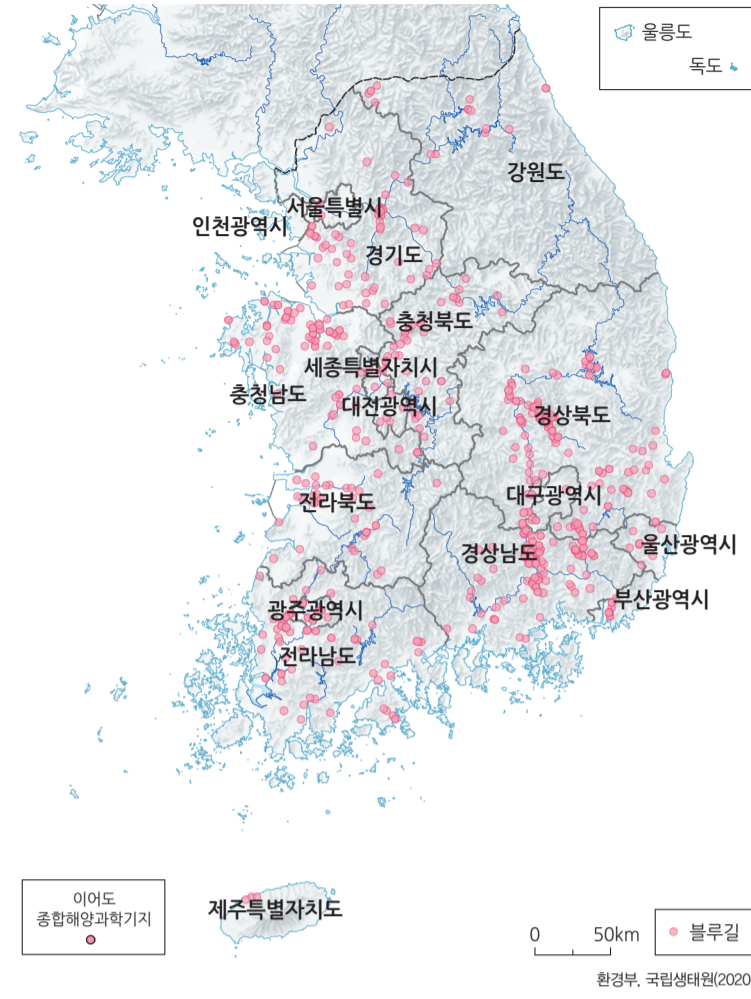 울릉도
독도
강원도
서울특별시
인천광역시
경기도
충청북도
세종특별자치시
충청남도
대전광역시
경상북도
대구광역시
전라북도
경상남도
울산광역시
부산광역시
광주광역시
전라남도
이어도
종합해양과학기지
제주특별자치도
0 50km
블루길
환경부, 국립생태원(2020